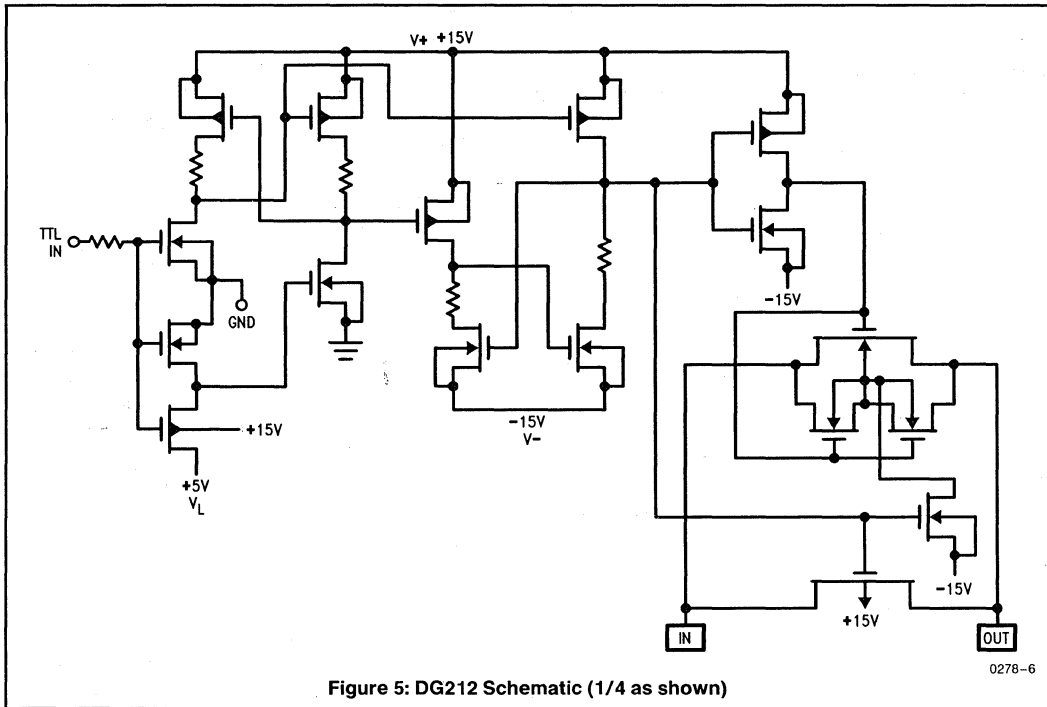 V+ +15V
TTL
IN
GND
+15V
+5V
VL
-15V
V-
-15V
-15V
+15V
IN
OUT
0278-6
Figure 5: DG212 Schematic (1/4 as shown)